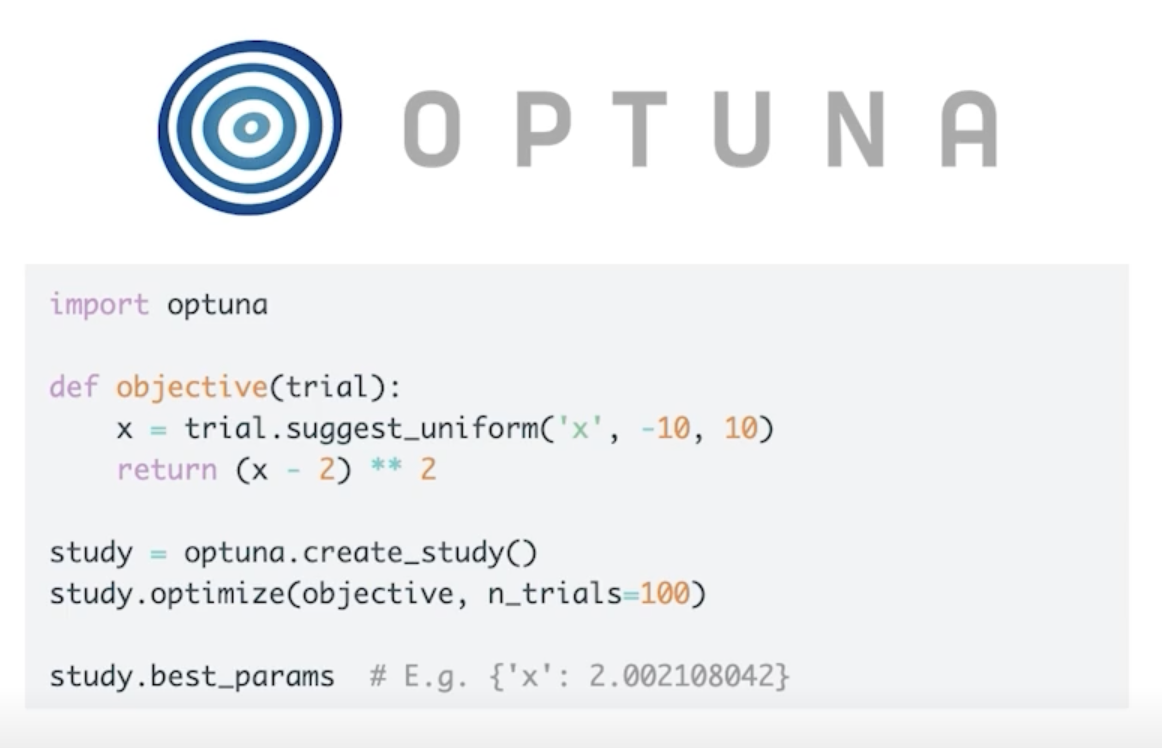 OPTUNA
import optuna
def objective(trial):
    x = trial.suggest_uniform('x', -10, 10)
    return (x - 2) ** 2
study = optuna.create_study()
study.optimize(objective, n_trials=100)
study.best_params  # E.g. {'x': 2.002108042}